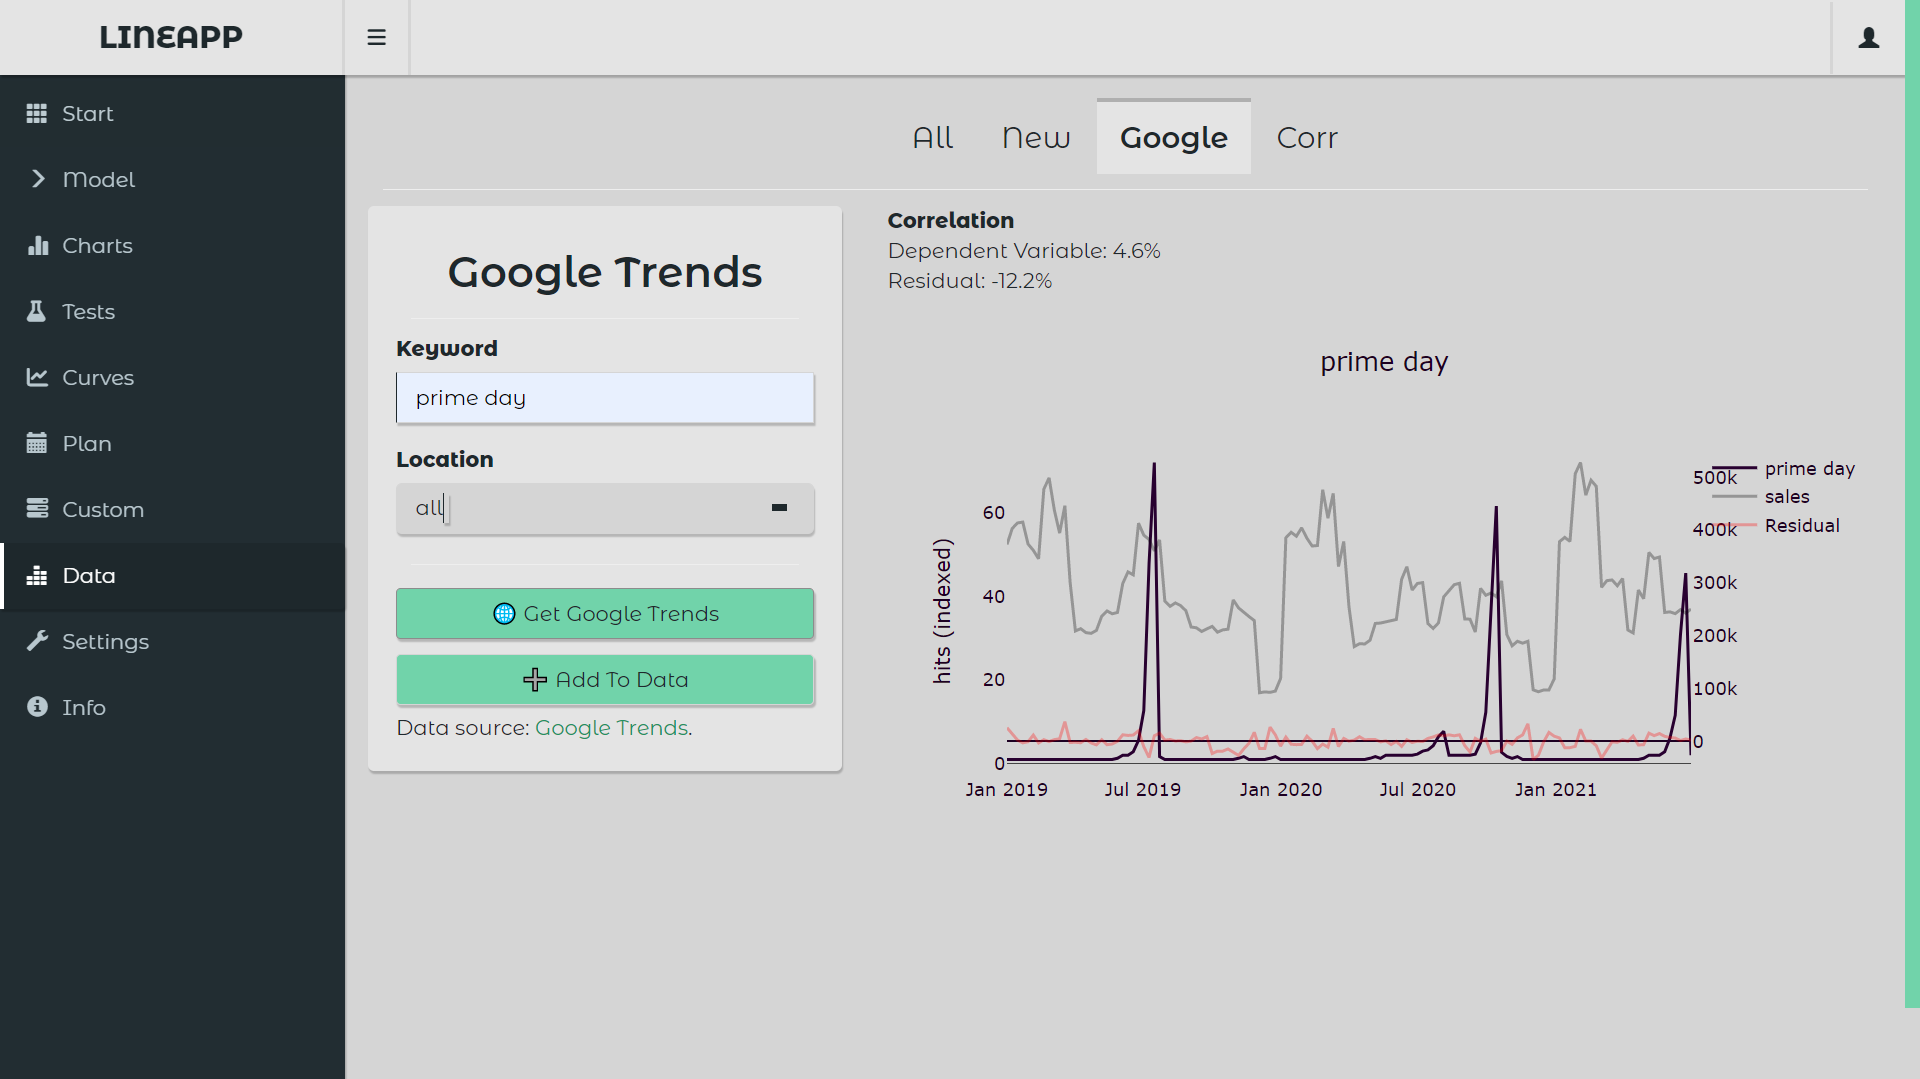 LINEAPP
Start
Model
Charts
Tests
Curves
Plan
Custom
Data
Settings
Info
All New Google Corr
Google Trends
Keyword
prime day
Location
all
Get Google Trends
Add To Data
Data source: Google Trends.
Correlation
Dependent Variable: 4.6%
Residual: -12.2%
prime day
hits (indexed)
60
40
20
0
500k
400k
300k
200k
100k
0
prime day
sales
Residual
Jan 2019 Jul 2019 Jan 2020 Jul 2020 Jan 2021